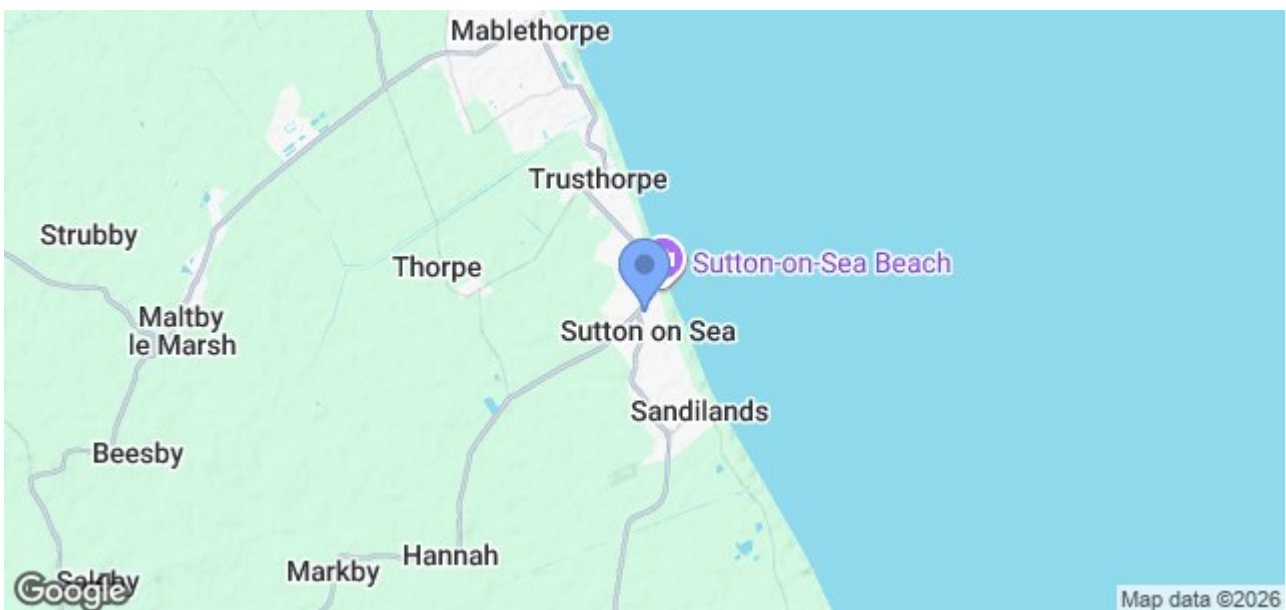 Mablethorpe
Trusthorpe
Strubby
Thorpe
Sutton-on-Sea Beach
Maltby
le Marsh
Sutton on Sea
Sandilands
Beesby
Hannah
Markby
Google
Map data ©2026